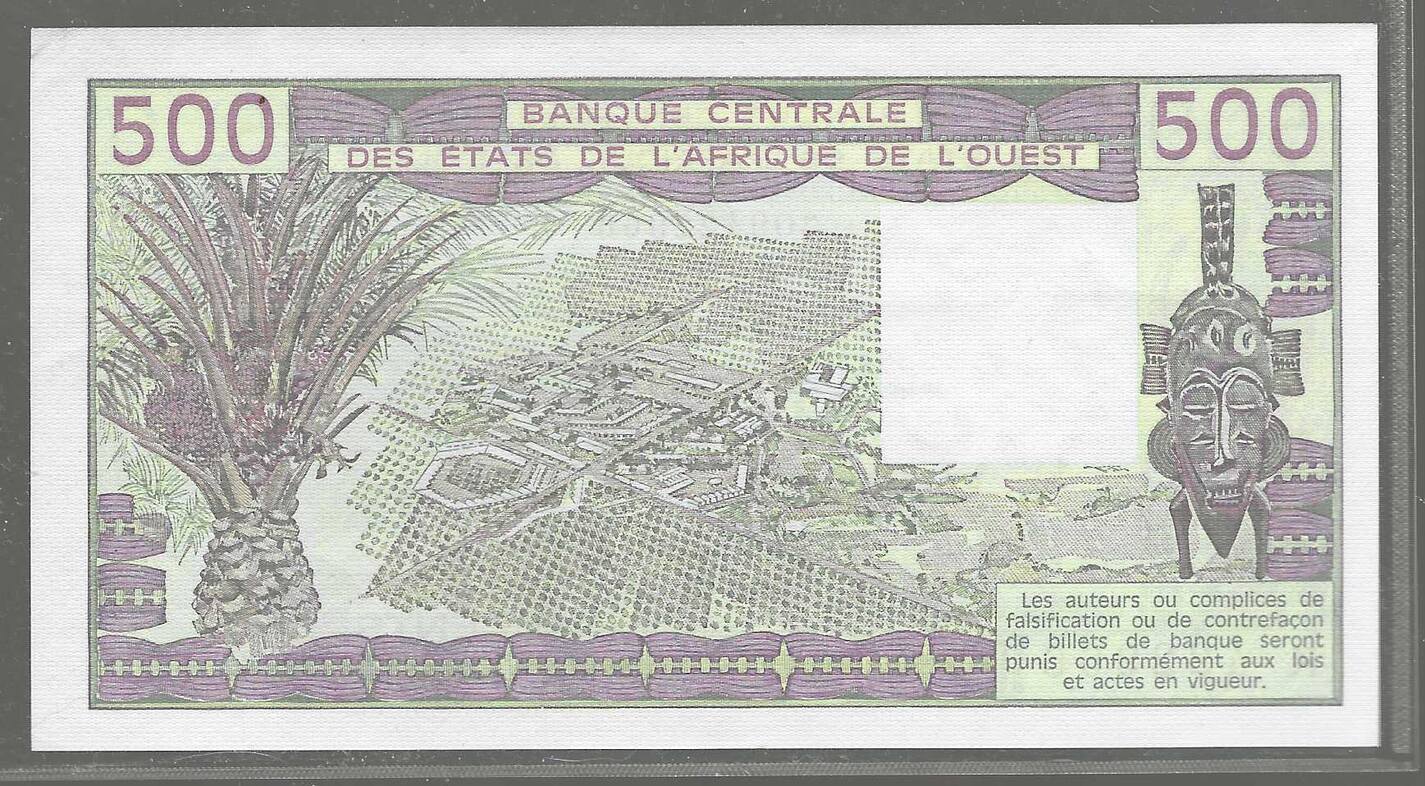 500
BANQUE CENTRALE
500
DES ÉTATS DE L'AFRIQUE DE L'OUEST
Les auteurs ou complices de
falsification ou de contrefaçon
de billets de banque seront
punis conformément aux lois
et actes en vigueur.